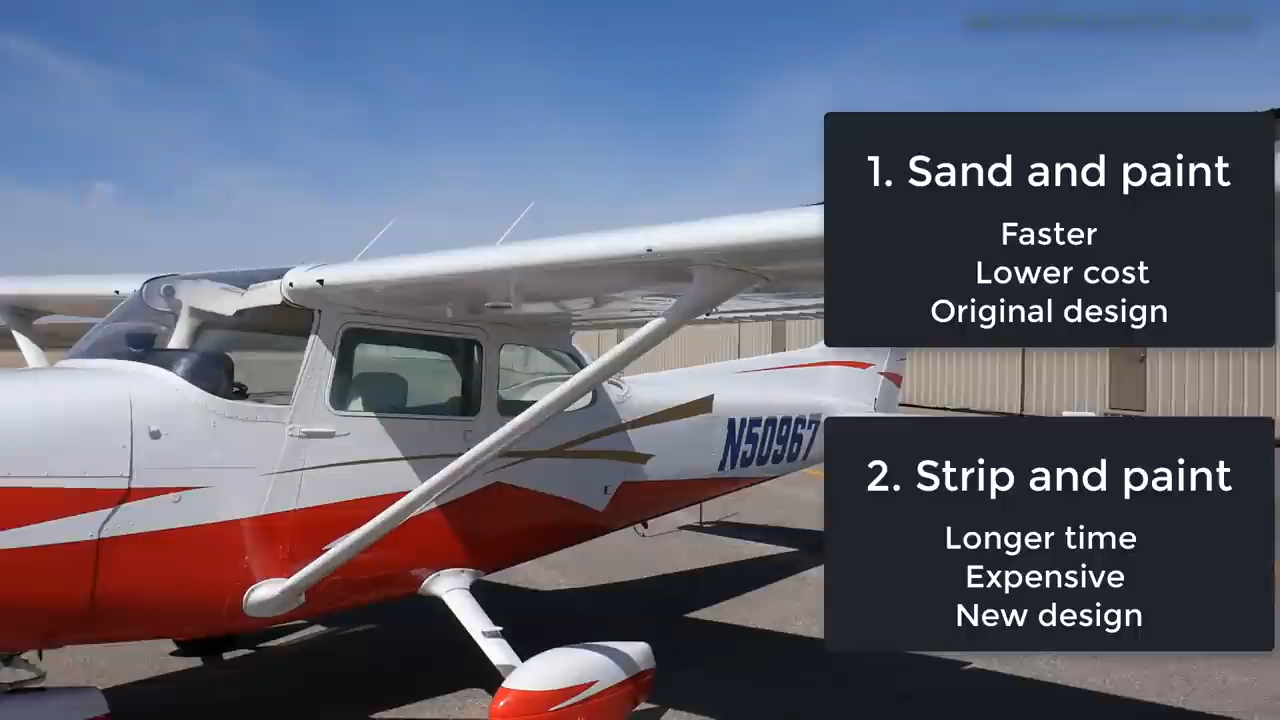 1. Sand and paint
Faster
Lower cost
Original design
N50967
2. Strip and paint
Longer time
Expensive
New design